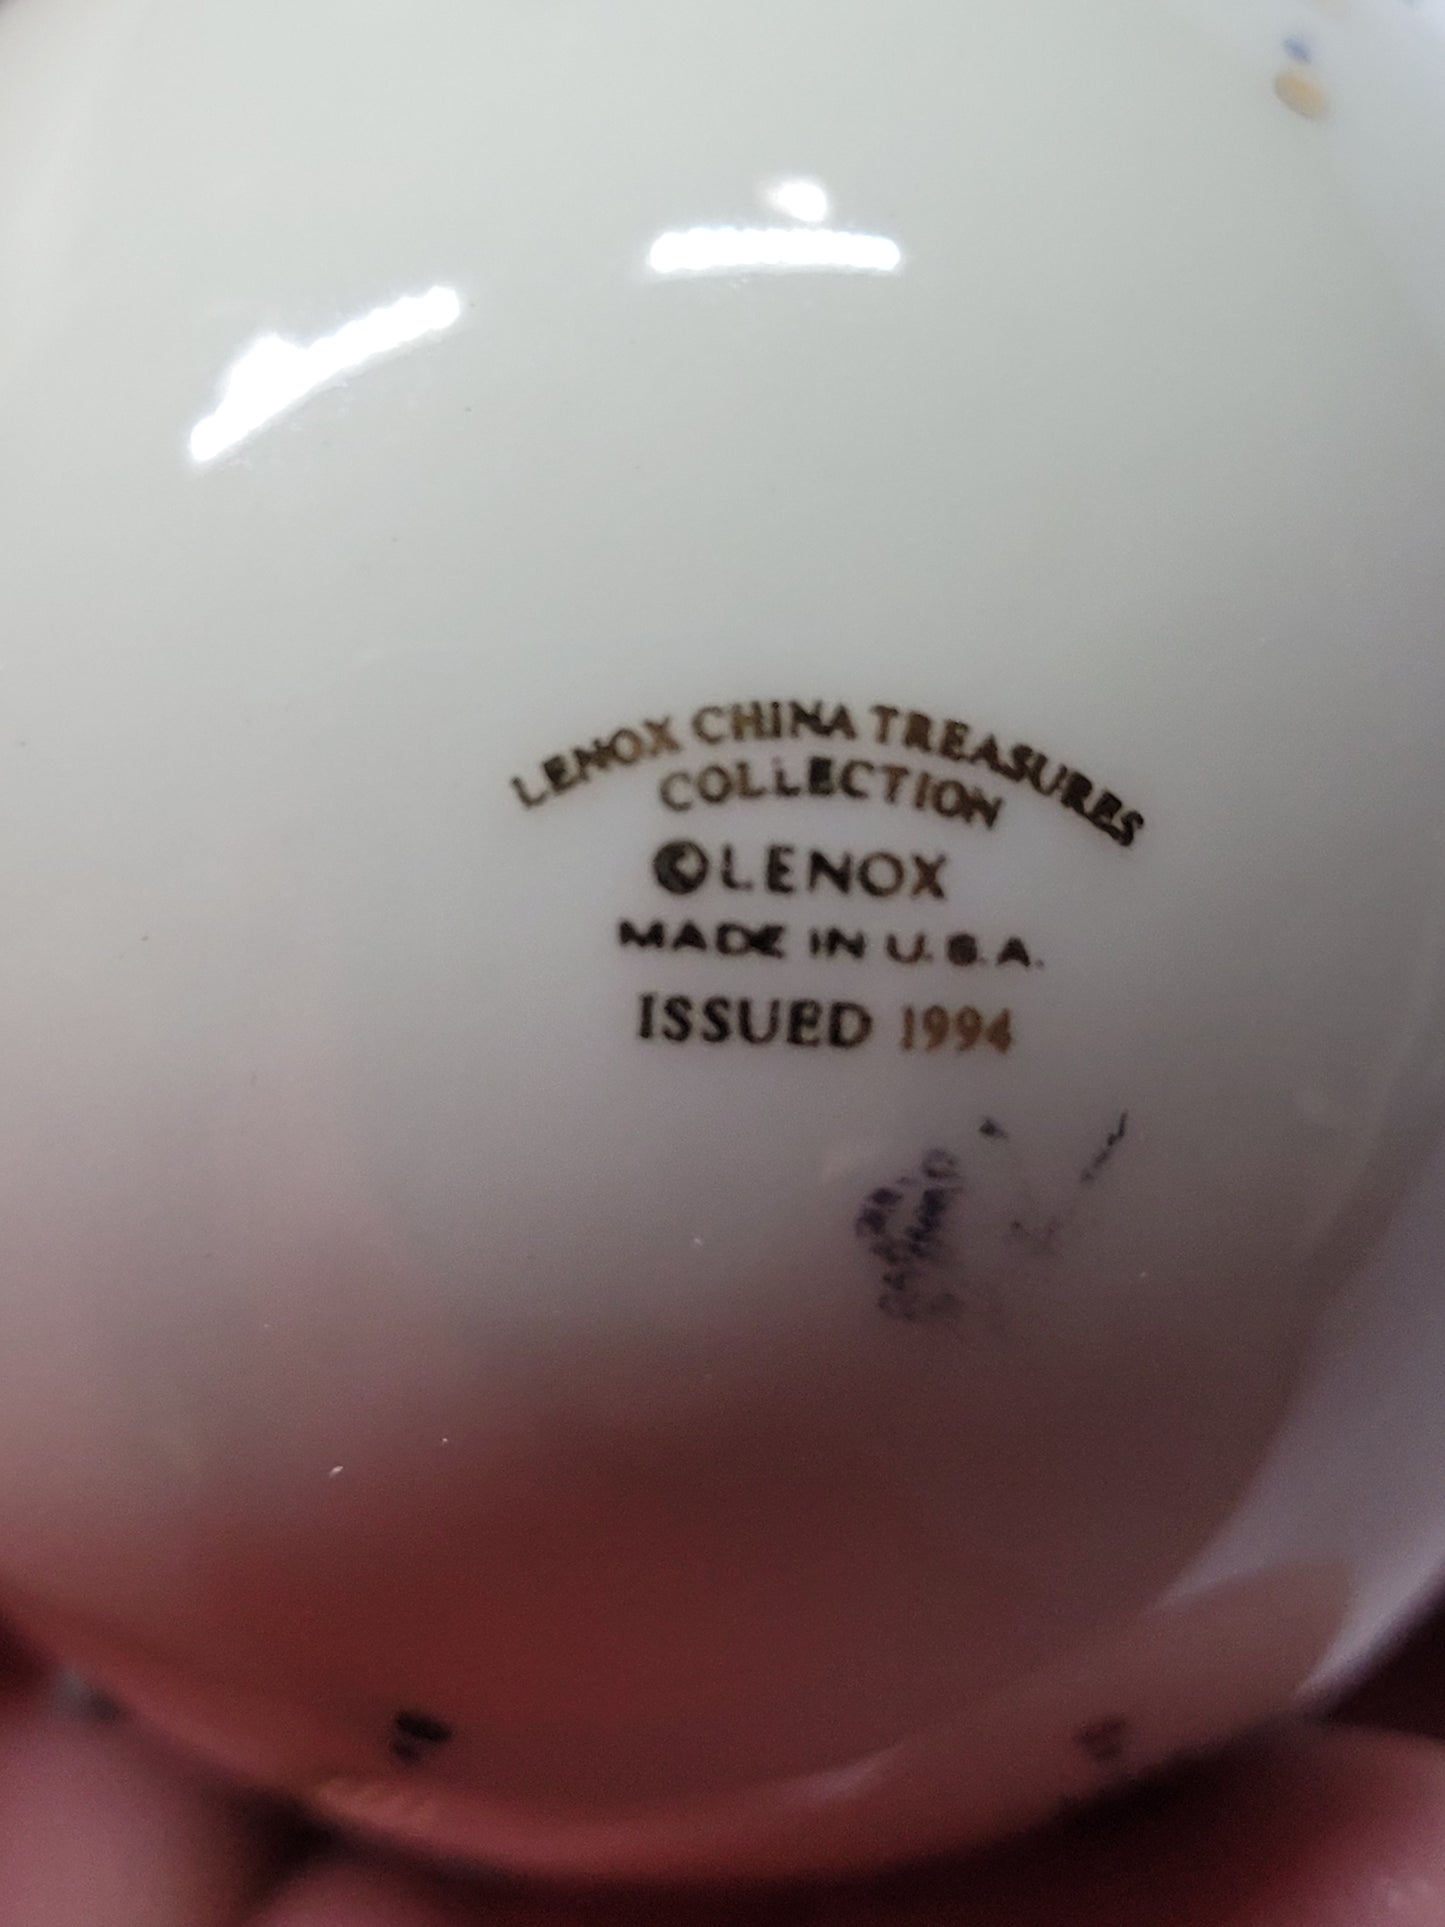 LENOX CHINA TREASURES
COLLECTION
©LENOX
MADE IN U.S.A.
ISSUED 1994